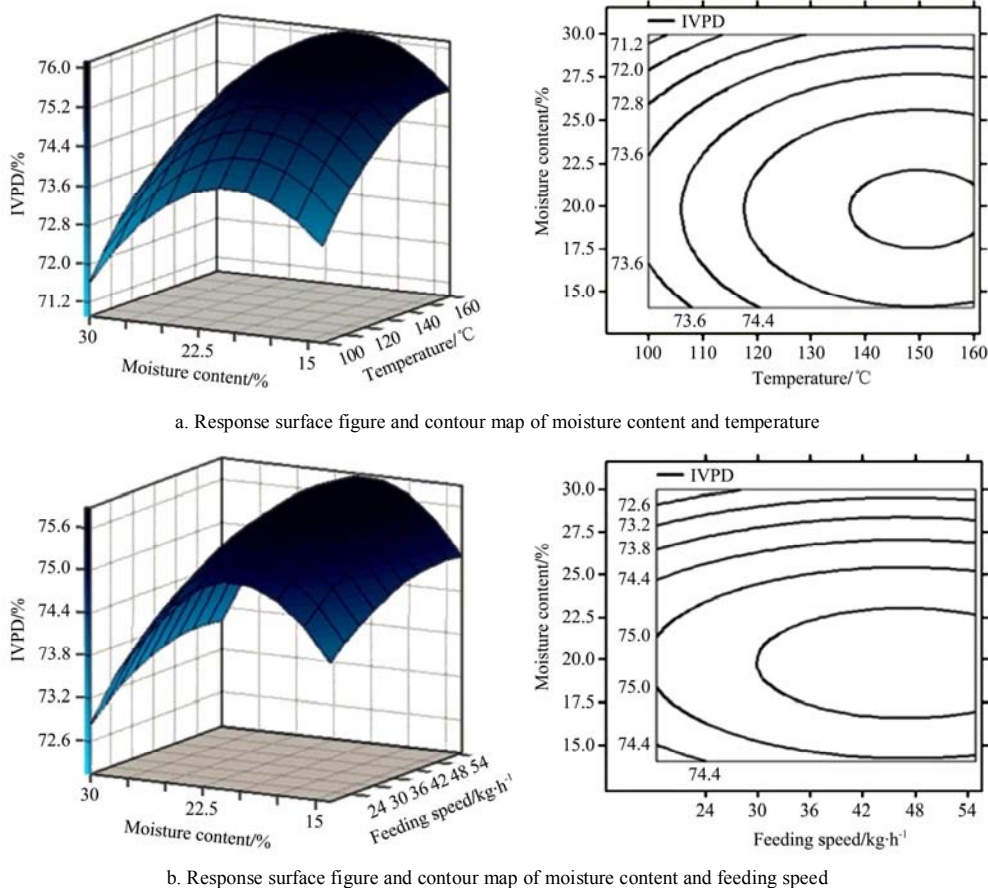 IVPD/%
76.0
75.2
74.4
73.6
72.8
72.0
71.2
30
22.5
15
Moisture content/%
100 120 140 160
Temperature/℃
IVPD
Moisture content/%
30.0
27.5
25.0
22.5
20.0
17.5
15.0
71.2
72.0
72.8
73.6
73.6
73.6 74.4
100 110 120 130 140 150 160
Temperature/℃
a. Response surface figure and contour map of moisture content and temperature
IVPD/%
75.6
75.0
74.4
73.8
73.2
72.6
30
22.5
15
Moisture content/%
24 30 36 42 48 54
Feeding speed/kg·h⁻¹
IVPD
Moisture content/%
30.0
27.5
25.0
22.5
20.0
17.5
15.0
72.6
73.2
73.8
74.4
75.0
75.0
74.4
74.4
24 30 36 42 48 54
Feeding speed/kg·h⁻¹
b. Response surface figure and contour map of moisture content and feeding speed